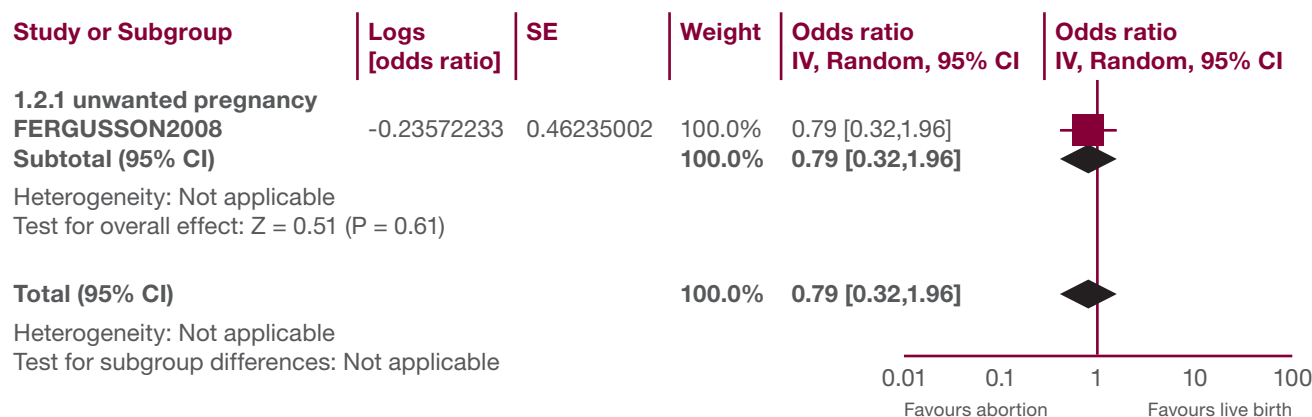 Study or Subgroup Logs SE Weight Odds ratio Odds ratio
[odds ratio] IV, Random, 95% CI IV, Random, 95% CI
1.2.1 unwanted pregnancy
FERGUSSON2008 -0.23572233 0.46235002 100.0% 0.79 [0.32,1.96]
Subtotal (95% CI) 100.0% 0.79 [0.32,1.96]
Heterogeneity: Not applicable
Test for overall effect: Z = 0.51 (P = 0.61)
Total (95% CI) 100.0% 0.79 [0.32,1.96]
Heterogeneity: Not applicable
Test for subgroup differences: Not applicable
0.01 0.1 1 10 100
Favours abortion Favours live birth